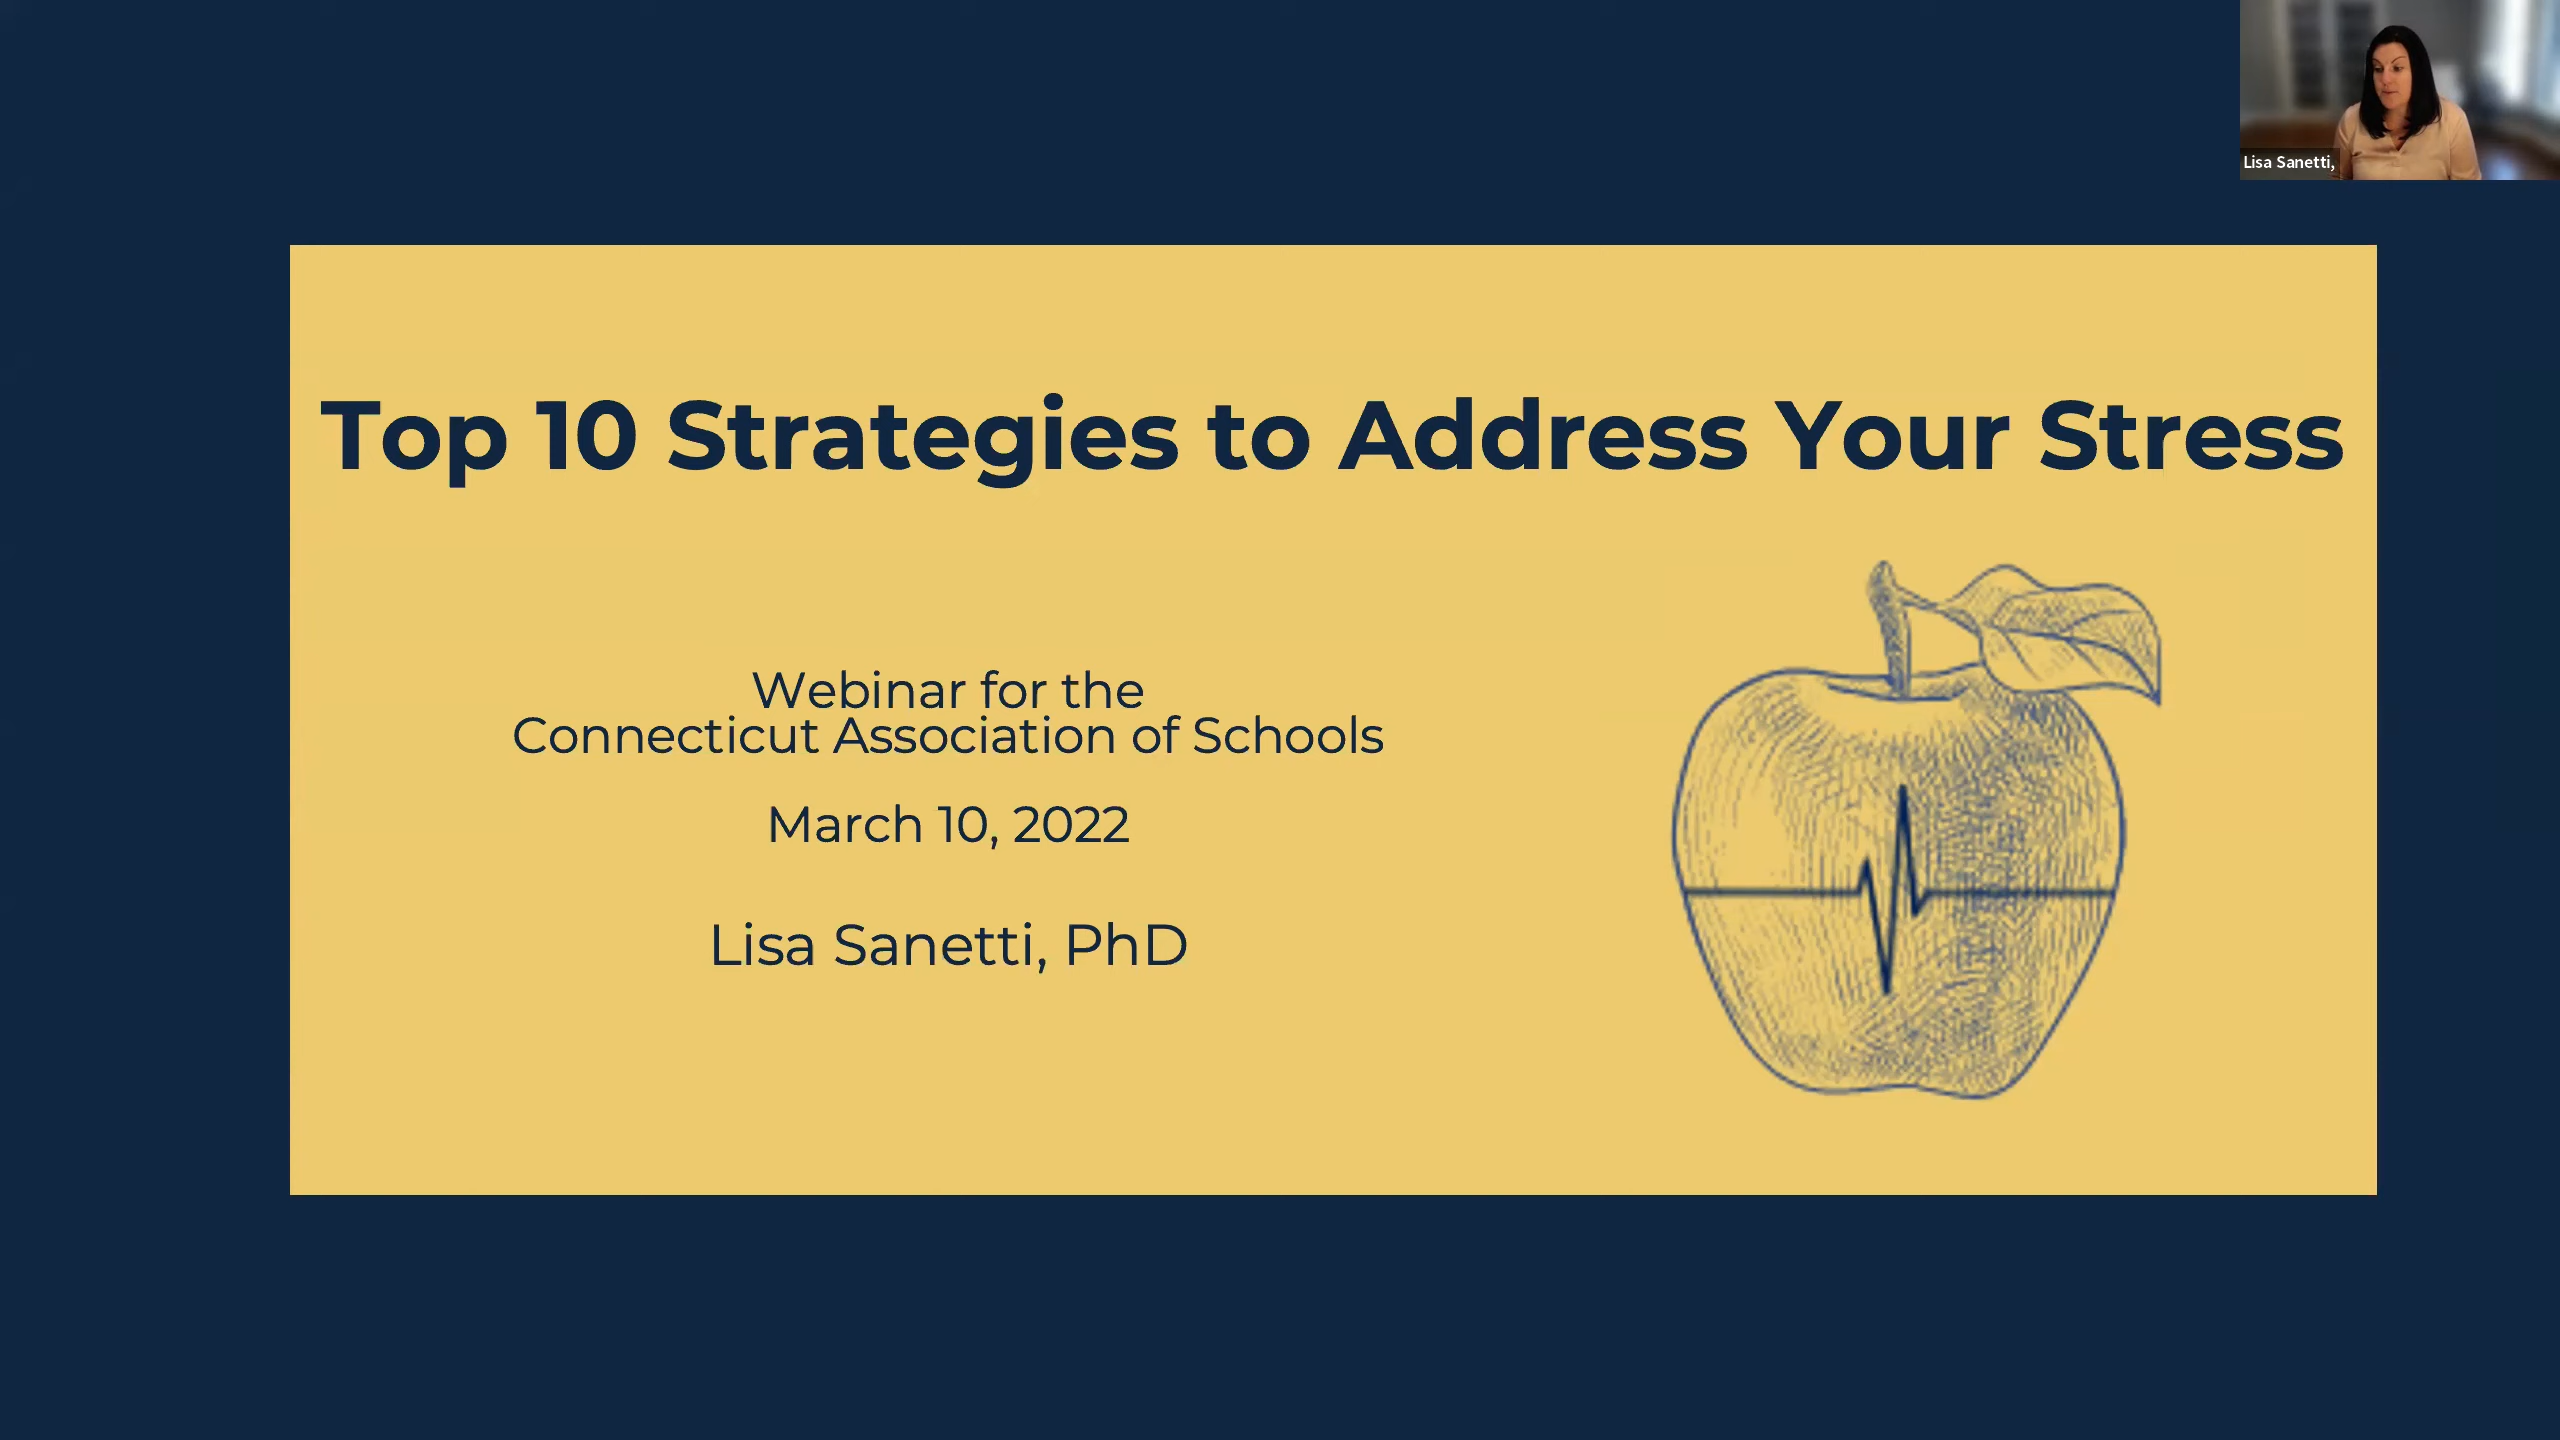 Lisa Sanetti,
Top 10 Strategies to Address Your Stress
Webinar for the
Connecticut Association of Schools
March 10, 2022
Lisa Sanetti, PhD